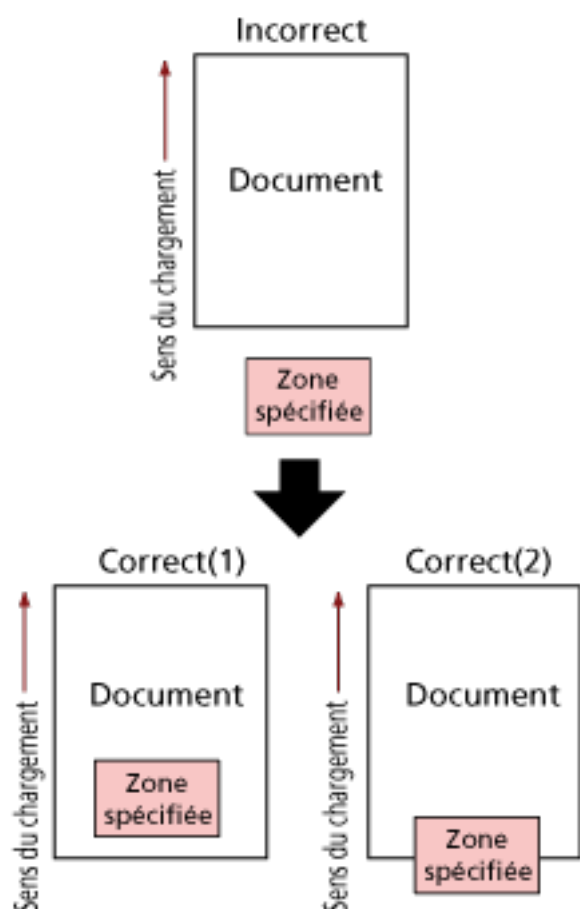 Incorrect
Sens du chargement
Document
Zone
spécifiée
Correct(1)
Correct(2)
Sens du chargement
Document
Zone
spécifiée
Sens du chargement
Document
Zone
spécifiée